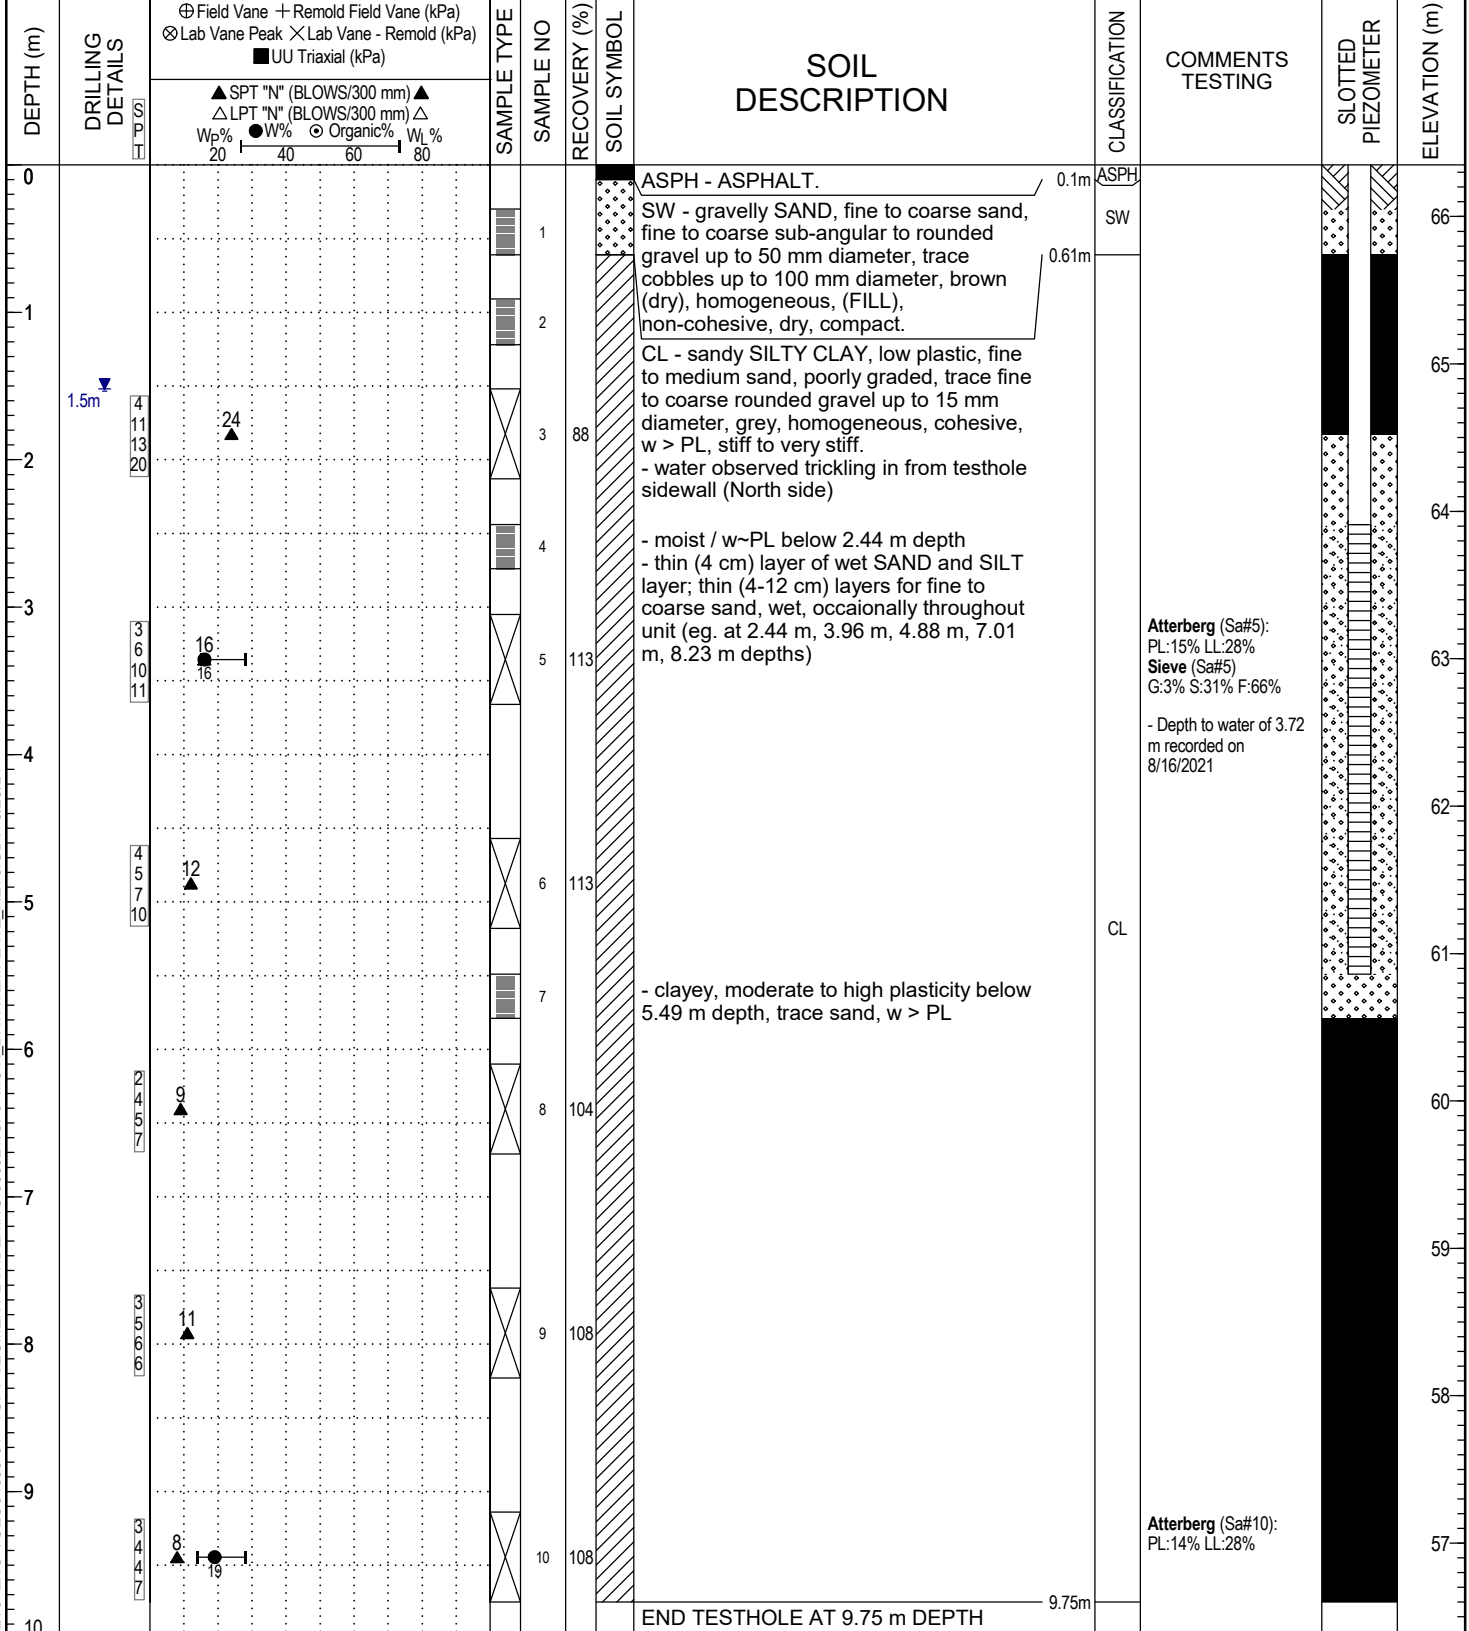 DEPTH (m)
DRILLING
DETAILS
S
P
T
⊕ Field Vane + Remold Field Vane (kPa)
⊗ Lab Vane Peak × Lab Vane - Remold (kPa)
■ UU Triaxial (kPa)
▲ SPT "N" (BLOWS/300 mm) ▲
△ LPT "N" (BLOWS/300 mm) △
WP% ● W% ⊙ Organic% WL%
20 40 60 80
SAMPLE TYPE
SAMPLE NO
RECOVERY (%)
SOIL SYMBOL
SOIL
DESCRIPTION
CLASSIFICATION
COMMENTS
TESTING
SLOTTED
PIEZOMETER
ELEVATION (m)
0
1
2
3
4
5
6
7
8
9
10
1.5m
4
11
13
20
24
3
6
10
11
16
16
4
5
7
10
12
2
4
5
7
9
3
5
6
6
11
3
4
4
7
8
19
1
2
3 88
4
5 113
6 113
7
8 104
9 108
10 108
ASPH - ASPHALT.
0.1m
SW - gravelly SAND, fine to coarse sand,
fine to coarse sub-angular to rounded
gravel up to 50 mm diameter, trace
cobbles up to 100 mm diameter, brown
(dry), homogeneous, (FILL),
non-cohesive, dry, compact.
0.61m
CL - sandy SILTY CLAY, low plastic, fine
to medium sand, poorly graded, trace fine
to coarse rounded gravel up to 15 mm
diameter, grey, homogeneous, cohesive,
w > PL, stiff to very stiff.
- water observed trickling in from testhole
sidewall (North side)
- moist / w~PL below 2.44 m depth
- thin (4 cm) layer of wet SAND and SILT
layer; thin (4-12 cm) layers for fine to
coarse sand, wet, occaionally throughout
unit (eg. at 2.44 m, 3.96 m, 4.88 m, 7.01
m, 8.23 m depths)
- clayey, moderate to high plasticity below
5.49 m depth, trace sand, w > PL
9.75m
END TESTHOLE AT 9.75 m DEPTH
ASPH
SW
CL
Atterberg (Sa#5):
PL:15% LL:28%
Sieve (Sa#5)
G:3% S:31% F:66%
- Depth to water of 3.72
m recorded on
8/16/2021
Atterberg (Sa#10):
PL:14% LL:28%
66
65
64
63
62
61
60
59
58
57